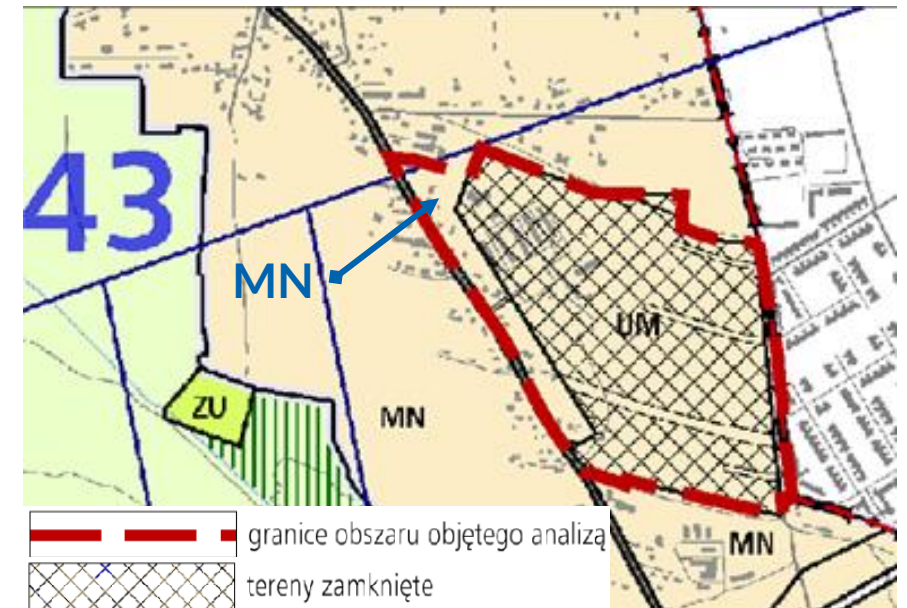 43
MN
UM
ZU
MN
MN
granice obszaru objętego analizą
tereny zamknięte